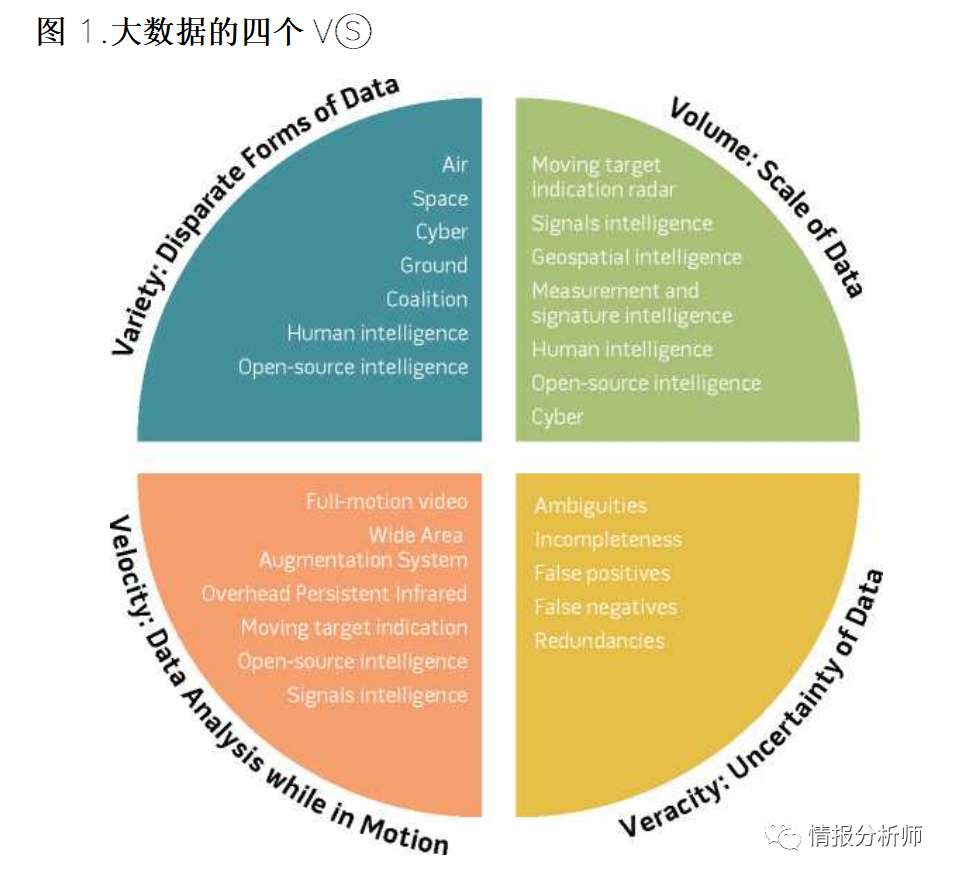 图 1.大数据的四个 VⓈ
Variety: Disparate Forms of Data
Air
Space
Cyber
Ground
Coalition
Human intelligence
Open-source intelligence
Volume: Scale of Data
Moving target
indication radar
Signals intelligence
Geospatial intelligence
Measurement and
signature intelligence
Human intelligence
Open-source intelligence
Cyber
Velocity: Data Analysis while in Motion
Full-motion video
Wide Area
Augmentation System
Overhead Persistent Infrared
Moving target indication
Open-source intelligence
Signals intelligence
Veracity: Uncertainty of Data
Ambiguities
Incompleteness
False positives
False negatives
Redundancies
情报分析师